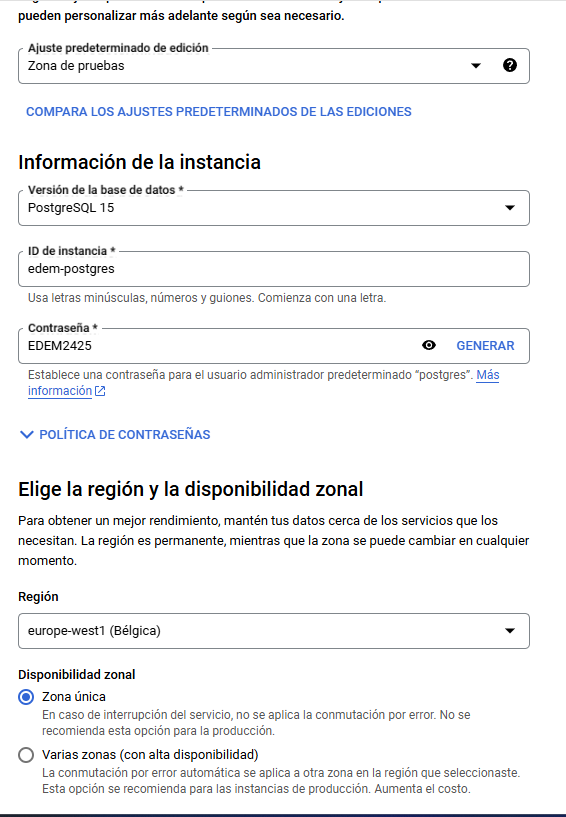 pueden personalizar más adelante según sea necesario.
Ajuste predeterminado de edición
Zona de pruebas
COMPARA LOS AJUSTES PREDETERMINADOS DE LAS EDICIONES
Información de la instancia
Versión de la base de datos *
PostgreSQL 15
ID de instancia *
edem-postgres
Usa letras minúsculas, números y guiones. Comienza con una letra.
Contraseña *
EDEM2425
GENERAR
Establece una contraseña para el usuario administrador predeterminado “postgres”. Más
información
POLÍTICA DE CONTRASEÑAS
Elige la región y la disponibilidad zonal
Para obtener un mejor rendimiento, mantén tus datos cerca de los servicios que los
necesitan. La región es permanente, mientras que la zona se puede cambiar en cualquier
momento.
Región
europe-west1 (Bélgica)
Disponibilidad zonal
Zona única
En caso de interrupción del servicio, no se aplica la conmutación por error. No se
recomienda esta opción para la producción.
Varias zonas (con alta disponibilidad)
La conmutación por error automática se aplica a otra zona en la región que seleccionaste.
Esta opción se recomienda para las instancias de producción. Aumenta el costo.